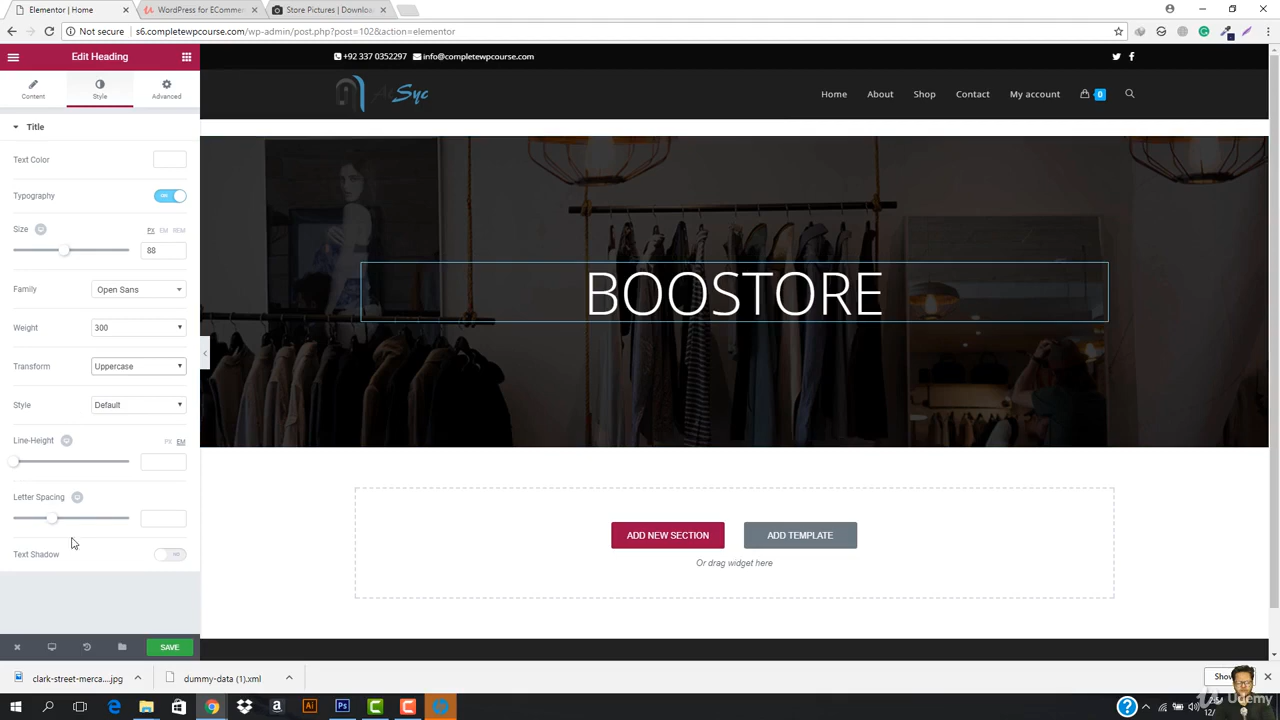 Elementor | Home
WordPress for ECommer
Store Pictures | Downloa
Not secure
s6.completewpcourse.com/wp-admin/post.php?post=102&action=elementor
Edit Heading
+92 337 0352297
info@completewpcourse.com
Content
Style
Advanced
Syc
Home
About
Shop
Contact
My account
0
Title
Text Color
Typography
Size
PX
EM
REM
88
Family
Open Sans
BOOSTORE
Weight
300
Transform
Uppercase
Style
Default
Line-Height
PX
EM
Letter Spacing
ADD NEW SECTION
ADD TEMPLATE
Or drag widget here
Text Shadow
SAVE
clark-street-merca....jpg
dummy-data (1).xml
Show
Udemy